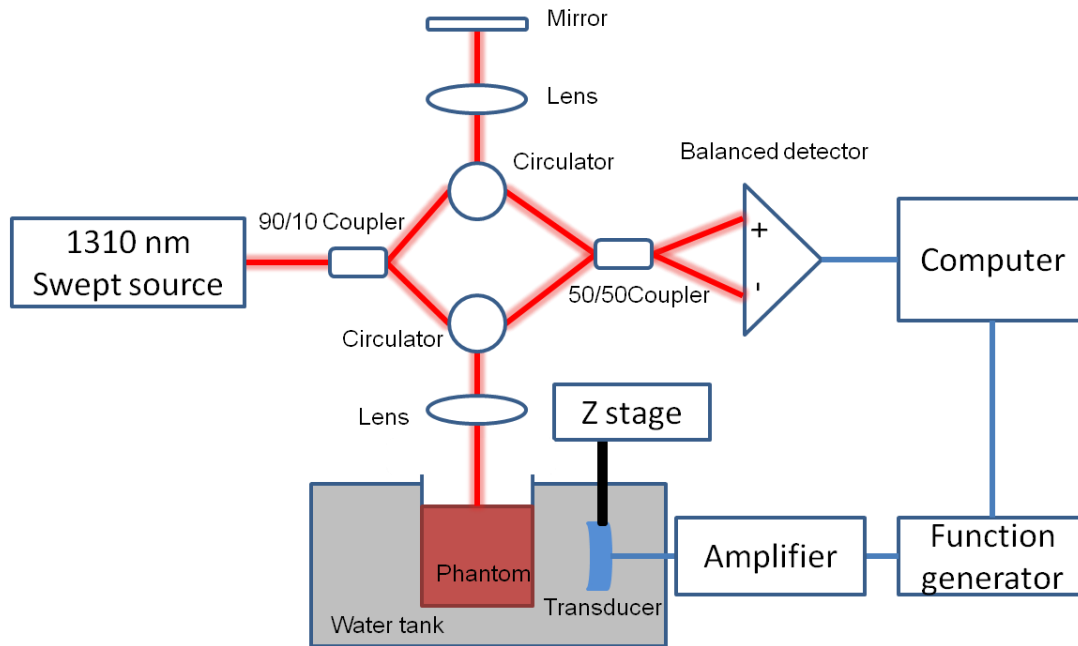 Mirror
Lens
Circulator
Balanced detector
90/10 Coupler
1310 nm
Swept source
+
-
Computer
50/50Coupler
Circulator
Lens
Z stage
Phantom
Transducer
Water tank
Amplifier
Function
generator